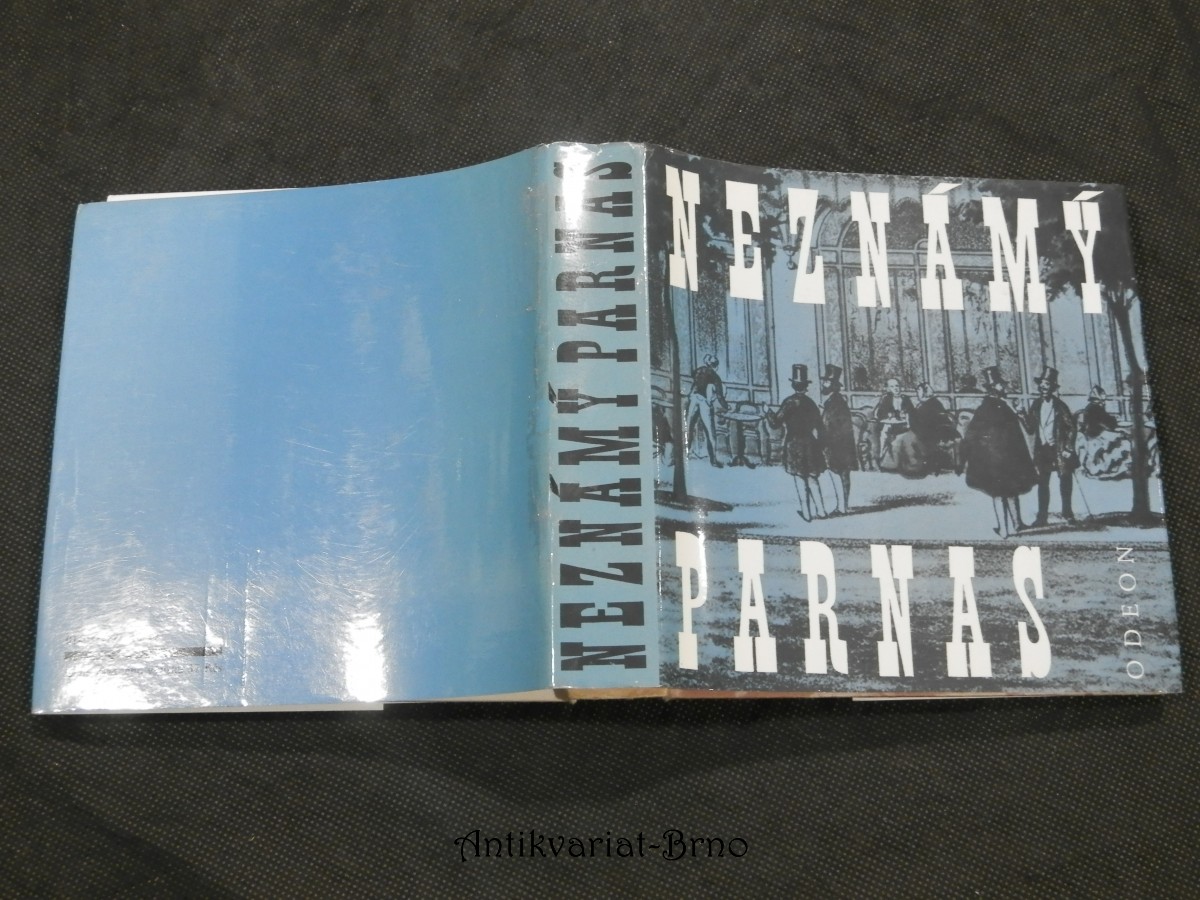 NEZNÁMÝ PARNAS
NEZNÁMÝ
PARNAS
ODEON
Antikvariat-Brno